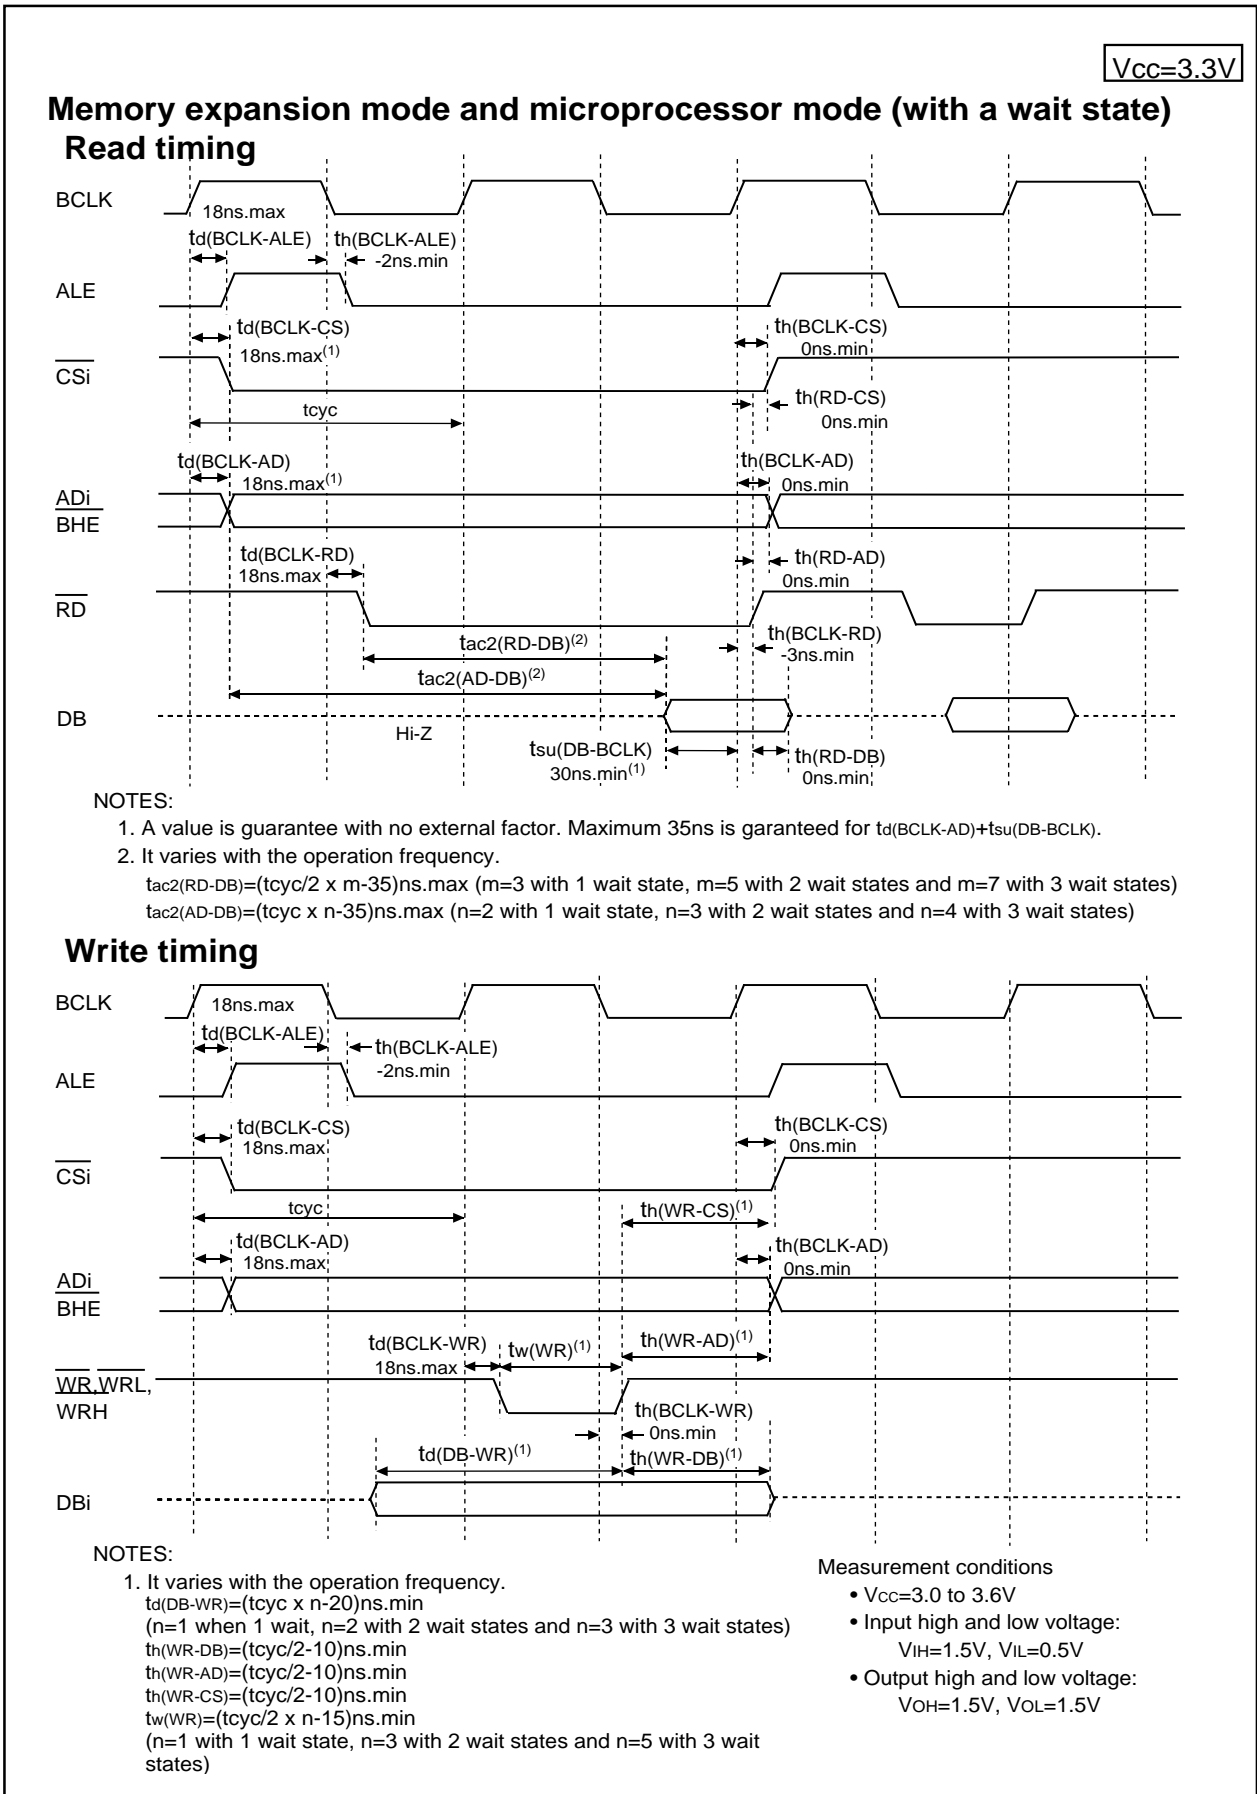 Vcc=3.3V
Memory expansion mode and microprocessor mode (with a wait state)
Read timing
BCLK
18ns.max
td(BCLK-ALE)
th(BCLK-ALE)
-2ns.min
ALE
td(BCLK-CS)
18ns.max(1)
th(BCLK-CS)
0ns.min
CSi
th(RD-CS)
0ns.min
tcyc
td(BCLK-AD)
18ns.max(1)
th(BCLK-AD)
0ns.min
ADi
BHE
td(BCLK-RD)
18ns.max
th(RD-AD)
0ns.min
RD
th(BCLK-RD)
-3ns.min
tac2(RD-DB)(2)
tac2(AD-DB)(2)
DB
Hi-Z
tsu(DB-BCLK)
30ns.min(1)
th(RD-DB)
0ns.min
NOTES:
1. A value is guarantee with no external factor. Maximum 35ns is garanteed for td(BCLK-AD)+tsu(DB-BCLK).
2. It varies with the operation frequency.
tac2(RD-DB)=(tcyc/2 x m-35)ns.max (m=3 with 1 wait state, m=5 with 2 wait states and m=7 with 3 wait states)
tac2(AD-DB)=(tcyc x n-35)ns.max (n=2 with 1 wait state, n=3 with 2 wait states and n=4 with 3 wait states)
Write timing
BCLK
18ns.max
td(BCLK-ALE)
th(BCLK-ALE)
-2ns.min
ALE
td(BCLK-CS)
18ns.max
th(BCLK-CS)
0ns.min
CSi
tcyc
th(WR-CS)(1)
td(BCLK-AD)
18ns.max
th(BCLK-AD)
0ns.min
ADi
BHE
td(BCLK-WR)
18ns.max
tw(WR)(1)
th(WR-AD)(1)
WR,WRL,
WRH
th(BCLK-WR)
0ns.min
td(DB-WR)(1)
th(WR-DB)(1)
DBi
NOTES:
1. It varies with the operation frequency.
td(DB-WR)=(tcyc x n-20)ns.min
(n=1 when 1 wait, n=2 with 2 wait states and n=3 with 3 wait states)
th(WR-DB)=(tcyc/2-10)ns.min
th(WR-AD)=(tcyc/2-10)ns.min
th(WR-CS)=(tcyc/2-10)ns.min
tw(WR)=(tcyc/2 x n-15)ns.min
(n=1 with 1 wait state, n=3 with 2 wait states and n=5 with 3 wait
states)
Measurement conditions
• VCC=3.0 to 3.6V
• Input high and low voltage:
VIH=1.5V, VIL=0.5V
• Output high and low voltage:
VOH=1.5V, VOL=1.5V